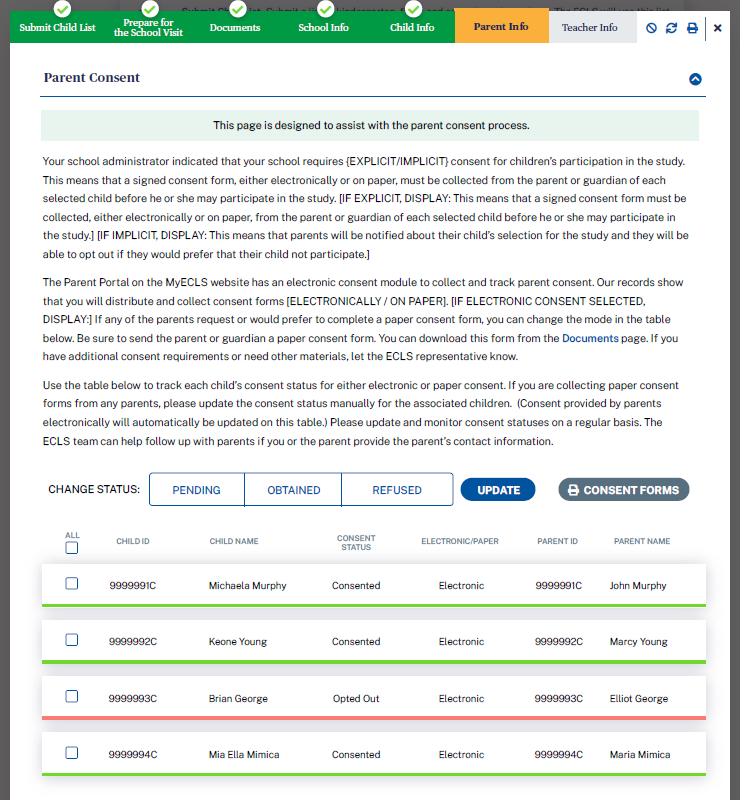 Submit Child List
Prepare for
the School Visit
Documents
School Info
Child Info
Parent Info
Teacher Info
Parent Consent
This page is designed to assist with the parent consent process.
Your school administrator indicated that your school requires {EXPLICIT/IMPLICIT} consent for children's participation in the study.
This means that a signed consent form, either electronically or on paper, must be collected from the parent or guardian of each
selected child before he or she may participate in the study. [IF EXPLICIT, DISPLAY: This means that a signed consent form must be
collected, either electronically or on paper, from the parent or guardian of each selected child before he or she may participate in
the study.] [IF IMPLICIT, DISPLAY: This means that parents will be notified about their child's selection for the study and they will be
able to opt out if they would prefer that their child not participate.]
The Parent Portal on the MyECLS website has an electronic consent module to collect and track parent consent. Our records show
that you will distribute and collect consent forms [ELECTRONICALLY / ON PAPER]. [IF ELECTRONIC CONSENT SELECTED,
DISPLAY:] If any of the parents request or would prefer to complete a paper consent form, you can change the mode in the table
below. Be sure to send the parent or guardian a paper consent form. You can download this form from the Documents page. If you
have additional consent requirements or need other materials, let the ECLS representative know.
Use the table below to track each child's consent status for either electronic or paper consent. If you are collecting paper consent
forms from any parents, please update the consent status manually for the associated children. (Consent provided by parents
electronically will automatically be updated on this table.) Please update and monitor consent statuses on a regular basis. The
ECLS team can help follow up with parents if you or the parent provide the parent's contact information.
CHANGE STATUS: PENDING OBTAINED REFUSED UPDATE CONSENT FORMS
ALL CHILD ID CHILD NAME CONSENT STATUS ELECTRONIC/PAPER PARENT ID PARENT NAME
9999991C Michaela Murphy Consented Electronic 9999991C John Murphy
9999992C Keone Young Consented Electronic 9999992C Marcy Young
9999993C Brian George Opted Out Electronic 9999993C Elliot George
9999994C Mia Ella Mimica Consented Electronic 9999994C Maria Mimica